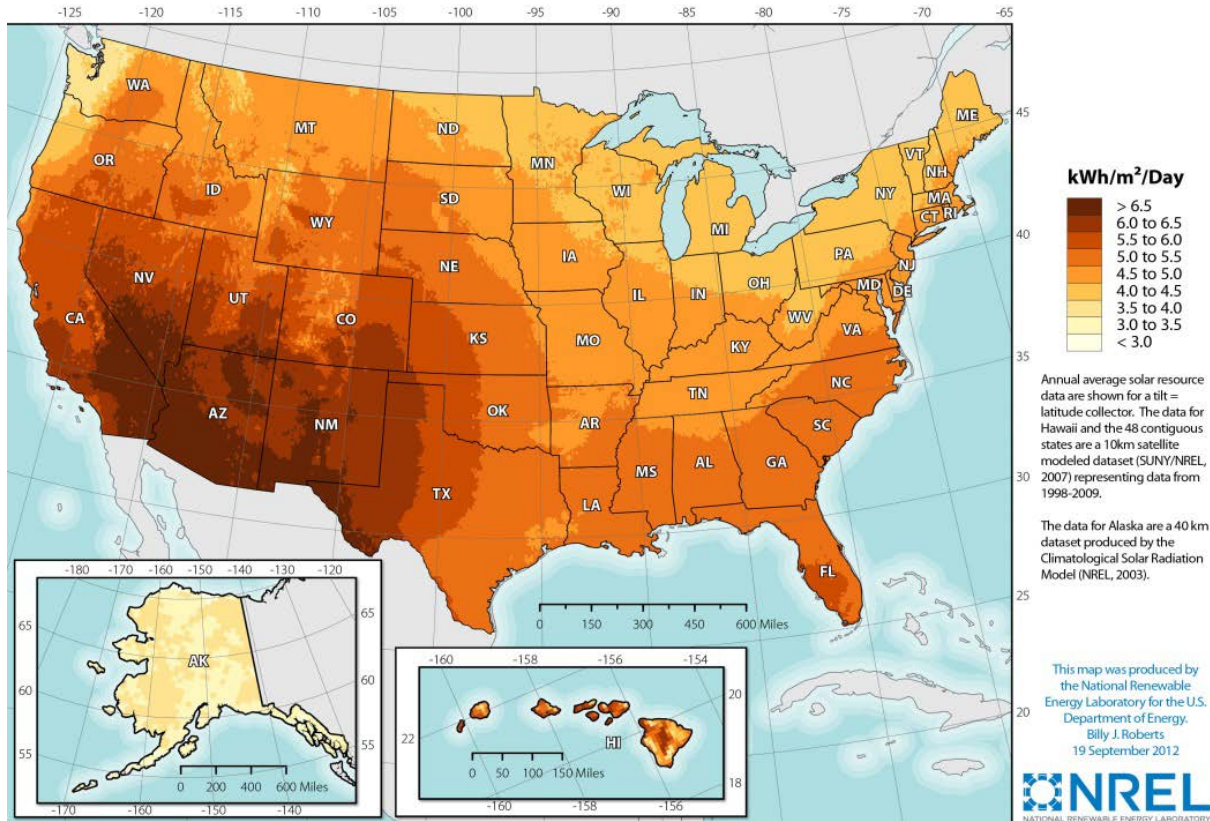 -125 -120 -115 -110 -105 -100 -95 -90 -85 -80 -75 -70 -65
WA
MT
ND
MN
ME
45
VT
NH
OR
ID
WY
SD
WI
MI
NY
MA
CT RI
40
NV
UT
CO
NE
IA
IL
IN
OH
PA
NJ
MD
DE
WV
VA
CA
KS
MO
KY
35
AZ
NM
OK
AR
TN
NC
SC
30
TX
LA
MS
AL
GA
FL
25
20
0 150 300 450 600 Miles
kWh/m²/Day
> 6.5
6.0 to 6.5
5.5 to 6.0
5.0 to 5.5
4.5 to 5.0
4.0 to 4.5
3.5 to 4.0
3.0 to 3.5
< 3.0
Annual average solar resource
data are shown for a tilt =
latitude collector. The data for
Hawaii and the 48 contiguous
states are a 10km satellite
modeled dataset (SUNY/NREL,
2007) representing data from
1998-2009.
The data for Alaska are a 40 km
dataset produced by the
Climatological Solar Radiation
Model (NREL, 2003).
-180 -170 -160 -150 -140 -130 -120
65 65
AK
60 60
55 55
0 200 400 600 Miles
-170 -160 -150 -140
-160 -158 -156 -154
20
22
HI
0 50 100 150 Miles
18
-160 -158 -156
This map was produced by
the National Renewable
Energy Laboratory for the U.S.
Department of Energy.
Billy J. Roberts
19 September 2012
NREL
NATIONAL RENEWABLE ENERGY LABORATORY